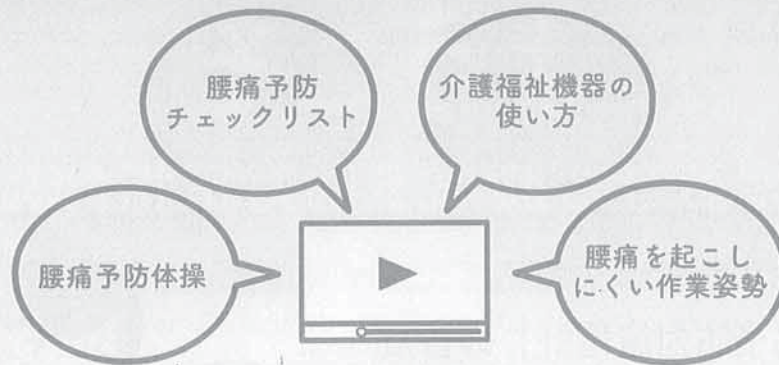 腰痛予防
チェックリスト
介護福祉機器の
使い方
腰痛予防体操
腰痛を起こし
にくい作業姿勢